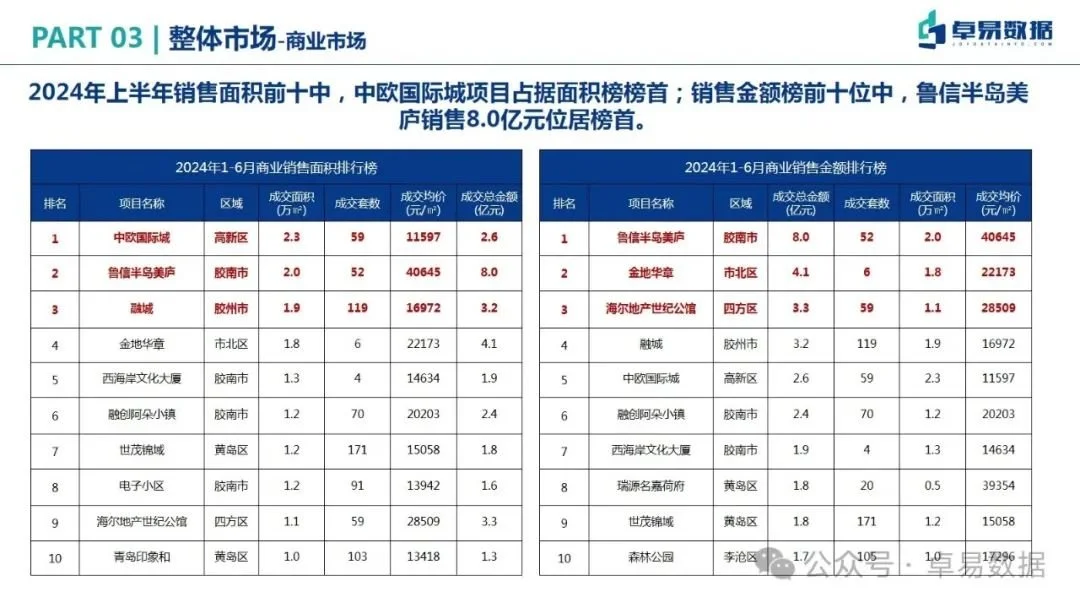 PART 03 | 整体市场-商业市场
卓易数据
2024年上半年销售面积前十中，中欧国际城项目占据面积榜榜首；销售金额榜前十位中，鲁信半岛美
庐销售8.0亿元位居榜首。
2024年1-6月商业销售面积排行榜
排名 项目名称 区域 成交面积(万㎡) 成交套数 成交均价(元/㎡) 成交总金额(亿元)
1 中欧国际城 高新区 2.3 59 11597 2.6
2 鲁信半岛美庐 胶南市 2.0 52 40645 8.0
3 融城 胶州市 1.9 119 16972 3.2
4 金地华章 市北区 1.8 6 22173 4.1
5 西海岸文化大厦 胶南市 1.3 4 14634 1.9
6 融创阿朵小镇 胶南市 1.2 70 20203 2.4
7 世茂锦域 黄岛区 1.2 171 15058 1.8
8 电子小区 胶南市 1.2 91 13942 1.6
9 海尔地产世纪公馆 四方区 1.1 59 28509 3.3
10 青岛印象和 黄岛区 1.0 103 13418 1.3
2024年1-6月商业销售金额排行榜
排名 项目名称 区域 成交总金额(亿元) 成交套数 成交面积(万㎡) 成交均价(元/㎡)
1 鲁信半岛美庐 胶南市 8.0 52 2.0 40645
2 金地华章 市北区 4.1 6 1.8 22173
3 海尔地产世纪公馆 四方区 3.3 59 1.1 28509
4 融城 胶州市 3.2 119 1.9 16972
5 中欧国际城 高新区 2.6 59 2.3 11597
6 融创阿朵小镇 胶南市 2.4 70 1.2 20203
7 西海岸文化大厦 胶南市 1.9 4 1.3 14634
8 瑞源名嘉荷府 黄岛区 1.8 20 0.5 39354
9 世茂锦域 黄岛区 1.8 171 1.2 15058
10 森林公园 李沧区 1.7 105 1.0 17296
公众号 · 卓易数据